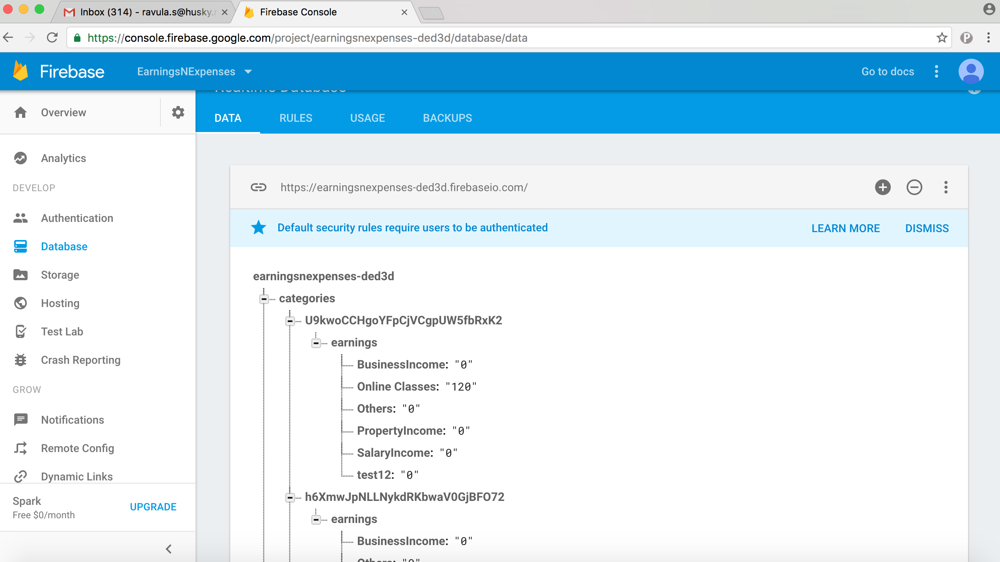 Inbox (314) - ravula.s@husky.r
Firebase Console
https://console.firebase.google.com/project/earningsnexpenses-ded3d/database/data
Firebase
EarningsNExpenses
Go to docs
Realtime Database
Overview
DATA
RULES
USAGE
BACKUPS
Analytics
DEVELOP
Authentication
Database
Storage
Hosting
Test Lab
Crash Reporting
GROW
Notifications
Remote Config
Dynamic Links
Spark
Free $0/month
UPGRADE
https://earningsnexpenses-ded3d.firebaseio.com/
Default security rules require users to be authenticated
LEARN MORE
DISMISS
earningsnexpenses-ded3d
categories
U9kwoCCHgoYFpCjVCgpUW5fbRxK2
earnings
BusinessIncome: "0"
Online Classes: "120"
Others: "0"
PropertyIncome: "0"
SalaryIncome: "0"
test12: "0"
h6XmwJpNLLNykdRKbwaV0GjBFO72
earnings
BusinessIncome: "0"
Others: "0"